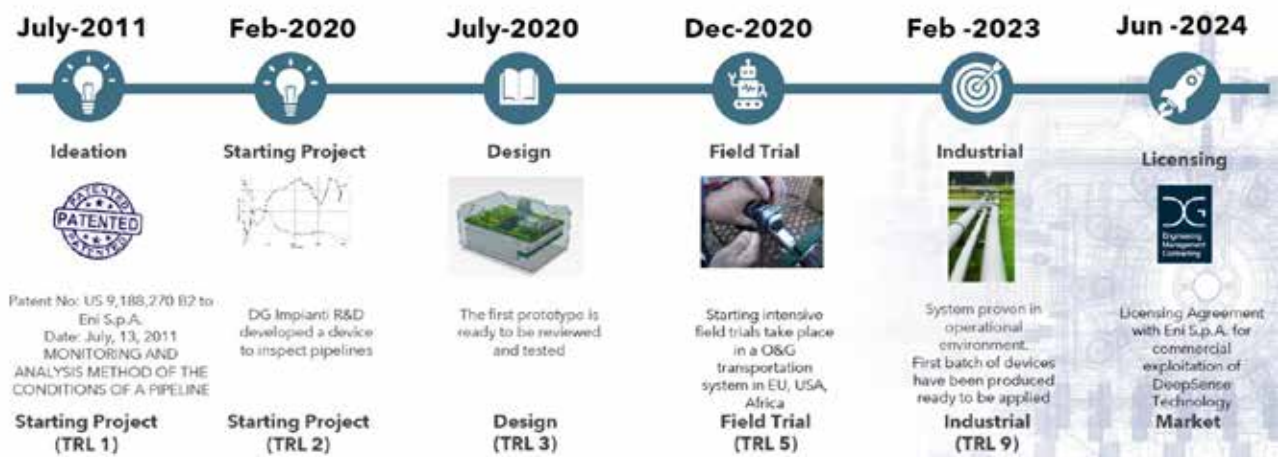 July-2011
Feb-2020
July-2020
Dec-2020
Feb -2023
Jun -2024
Ideation
Starting Project
Design
Field Trial
Industrial
Licensing
PATENTED
PATENTED
PATENTED
DG
Engineering
Management
Contracting
Patent No: US 9,188,270 B2 to
Eni S.p.A.
Date: July, 13, 2011
MONITORING AND
ANALYSIS METHOD OF THE
CONDITIONS OF A PIPELINE
DG Impianti R&D
developed a device
to inspect pipelines
The first prototype is
ready to be reviewed
and tested
Starting intensive
field trials take place
in a O&G
transportation
system in EU, USA,
Africa
System proven in
operational
environment.
First batch of devices
have been produced
ready to be applied
Licensing Agreement
with Eni S.p.A. for
commercial
exploitation of
DeepSense
Technology
Starting Project
(TRL 1)
Starting Project
(TRL 2)
Design
(TRL 3)
Field Trial
(TRL 5)
Industrial
(TRL 9)
Market